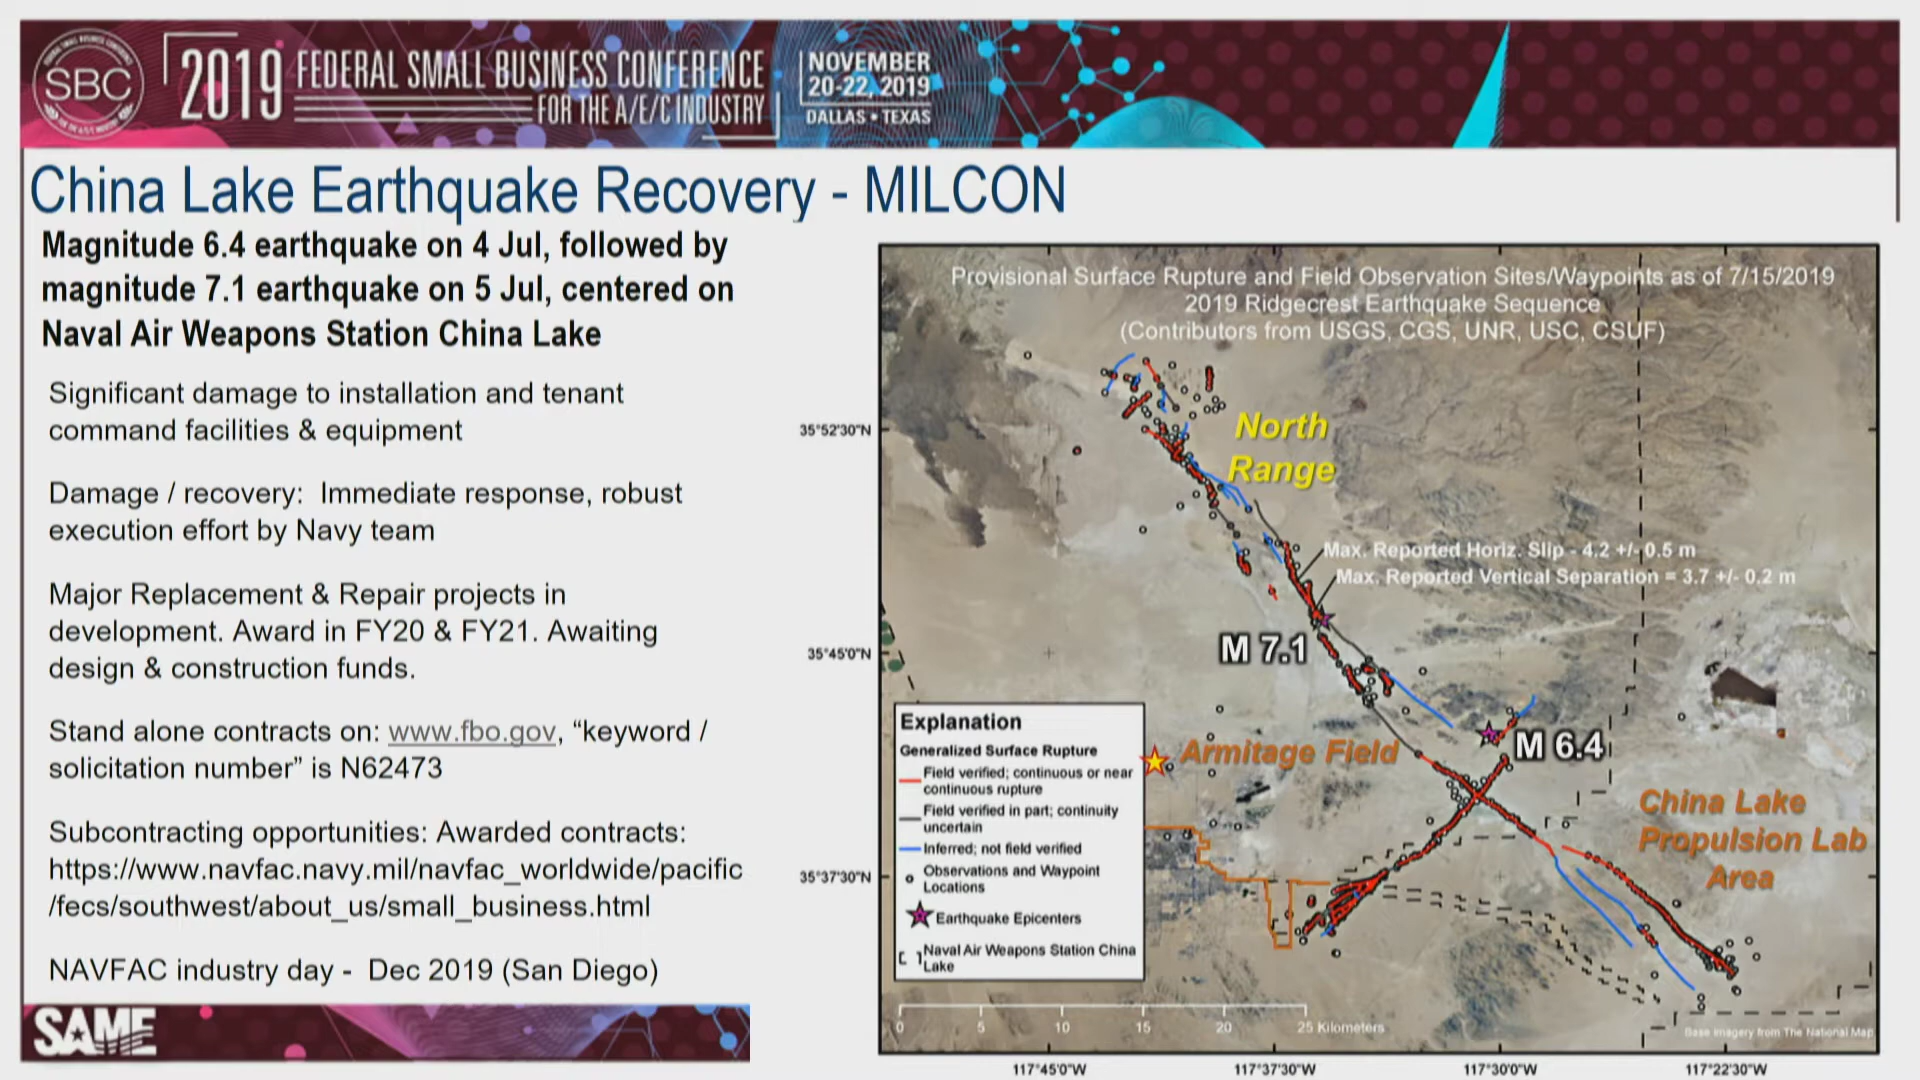 SBC
2019 FEDERAL SMALL BUSINESS CONFERENCE
FOR THE A/E/C INDUSTRY
NOVEMBER
20-22, 2019
DALLAS • TEXAS
China Lake Earthquake Recovery - MILCON
Magnitude 6.4 earthquake on 4 Jul, followed by
magnitude 7.1 earthquake on 5 Jul, centered on
Naval Air Weapons Station China Lake
Significant damage to installation and tenant
command facilities & equipment
Damage / recovery: Immediate response, robust
execution effort by Navy team
Major Replacement & Repair projects in
development. Award in FY20 & FY21. Awaiting
design & construction funds.
Stand alone contracts on: www.fbo.gov, “keyword /
solicitation number” is N62473
Subcontracting opportunities: Awarded contracts:
https://www.navfac.navy.mil/navfac_worldwide/pacific
/fecs/southwest/about_us/small_business.html
NAVFAC industry day - Dec 2019 (San Diego)
SAME
Provisional Surface Rupture and Field Observation Sites/Waypoints as of 7/15/2019
2019 Ridgecrest Earthquake Sequence
(Contributors from USGS, CGS, UNR, USC, CSUF)
North
Range
35°52'30"N
Max. Reported Horiz. Slip - 4.2 +/- 0.5 m
Max. Reported Vertical Separation = 3.7 +/- 0.2 m
M 7.1
35°45'0"N
M 6.4
Armitage Field
China Lake
Propulsion Lab
Area
35°37'30"N
Explanation
Generalized Surface Rupture
Field verified; continuous or near
continuous rupture
Field verified in part; continuity
uncertain
Inferred; not field verified
Observations and Waypoint
Locations
Earthquake Epicenters
Naval Air Weapons Station China
Lake
0 5 10 15 20 25 Kilometers
Base imagery from The National Map
117°45'0"W 117°37'30"W 117°30'0"W 117°22'30"W